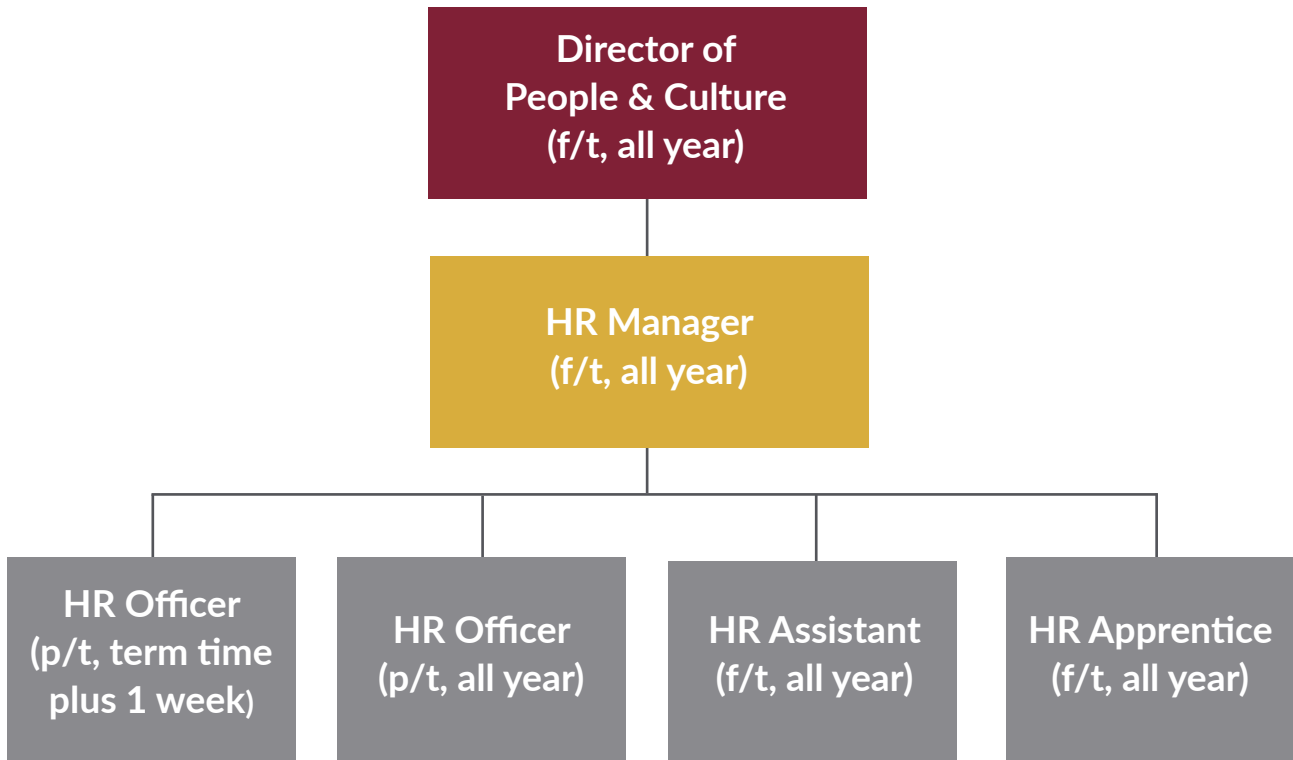 Director of
People & Culture
(f/t, all year)
HR Manager
(f/t, all year)
HR Officer
(p/t, term time
plus 1 week)
HR Officer
(p/t, all year)
HR Assistant
(f/t, all year)
HR Apprentice
(f/t, all year)